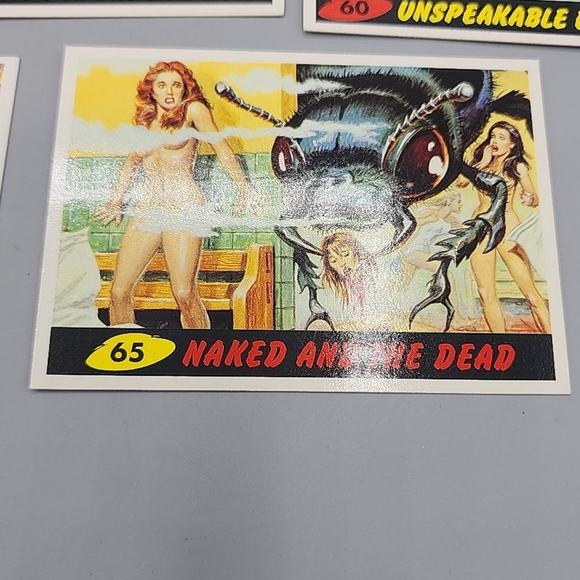 60 UNSPEAKABLE
65 NAKED AND THE DEAD